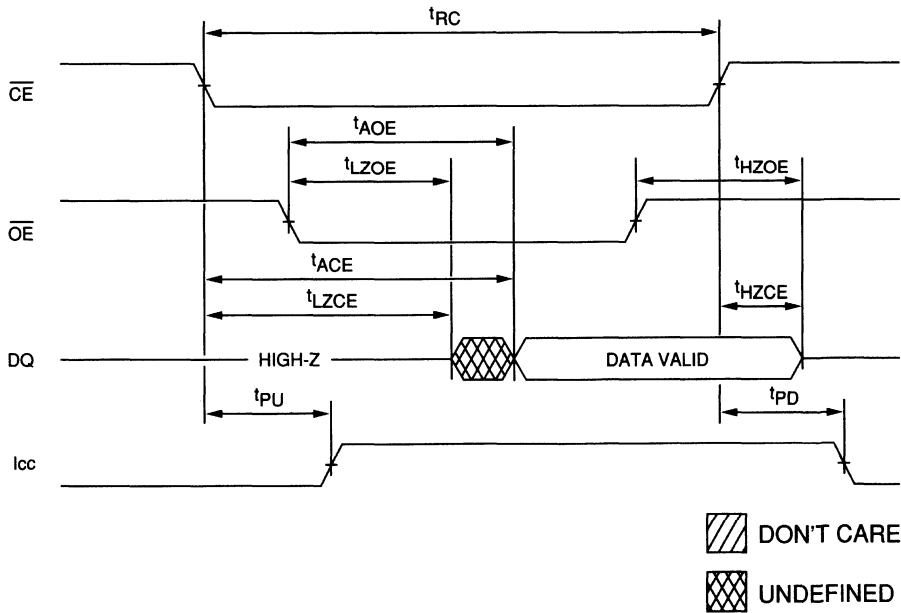 tRC
CE
tAOE
tLZOE
tHZOE
OE
tACE
tLZCE
tHZCE
DQ
HIGH-Z
DATA VALID
tPU
tPD
Icc
DON'T CARE
UNDEFINED